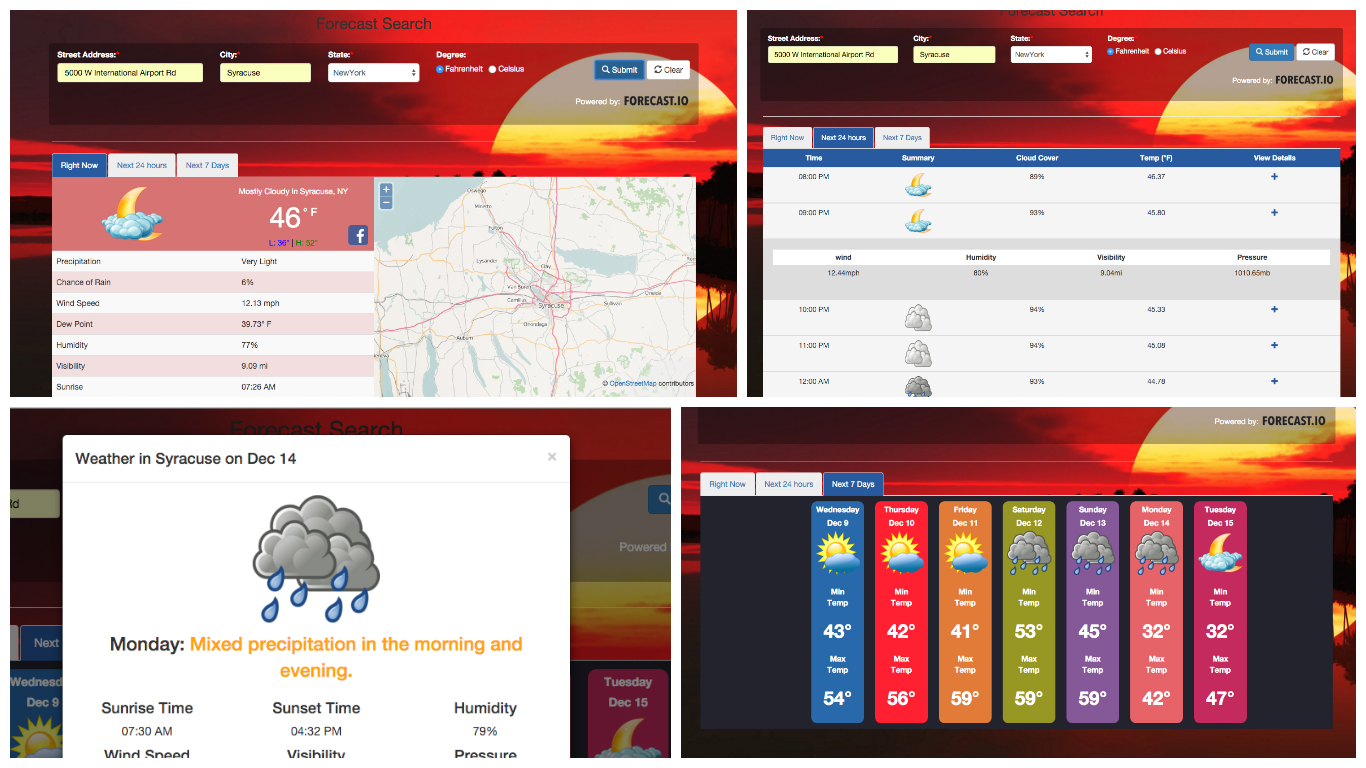 Forecast Search
Street Address:* City:* State:* Degree:*
5000 W International Airport Rd Syracuse NewYork Fahrenheit Celsius Submit Clear
Powered by: FORECAST.IO
Right Now Next 24 hours Next 7 Days
Mostly Cloudy in Syracuse, NY
46° F
L: 36° | H: 52°
Precipitation Very Light
Chance of Rain 6%
Wind Speed 12.13 mph
Dew Point 39.73° F
Humidity 77%
Visibility 9.09 mi
Sunrise 07:26 AM
+
−
Oswego
Minetto
Fulton
Lysander Clay
Van Buren
Camillus Syracuse Sullivan Oneida
Onondaga
Auburn
© OpenStreetMap contributors
Forecast Search
Street Address:* City:* State:* Degree:*
5000 W International Airport Rd Syracuse NewYork Fahrenheit Celsius Submit Clear
Powered by: FORECAST.IO
Right Now Next 24 hours Next 7 Days
Time Summary Cloud Cover Temp (°F) View Details
08:00 PM 89% 46.37 +
09:00 PM 93% 45.80 +
wind Humidity Visibility Pressure
12.44mph 80% 9.04mi 1010.65mb
10:00 PM 94% 45.33 +
11:00 PM 94% 45.08 +
12:00 AM 93% 44.78 +
Forecast Search
Rd
Powered
Next
Weather in Syracuse on Dec 14 ×
Monday: Mixed precipitation in the morning and
evening.
Sunrise Time Sunset Time Humidity
07:30 AM 04:32 PM 79%
Wind Speed Visibility Pressure
Wednesd
Dec 9
Tuesday
Dec 15
Powered by: FORECAST.IO
Right Now Next 24 hours Next 7 Days
Wednesday Thursday Friday Saturday Sunday Monday Tuesday
Dec 9 Dec 10 Dec 11 Dec 12 Dec 13 Dec 14 Dec 15
Min Min Min Min Min Min Min
Temp Temp Temp Temp Temp Temp Temp
43° 42° 41° 53° 45° 32° 32°
Max Max Max Max Max Max Max
Temp Temp Temp Temp Temp Temp Temp
54° 56° 59° 59° 59° 42° 47°